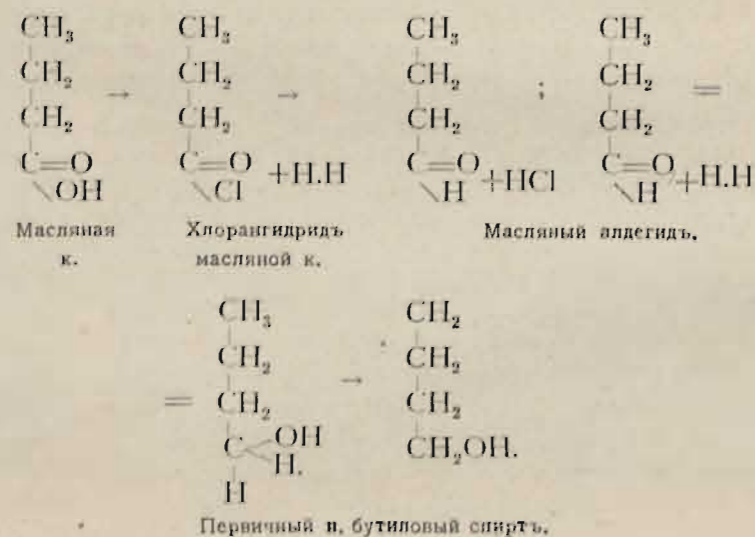 CH₃ CH₃ CH₃ CH₃
CH₂ CH₂ CH₂ CH₂
CH₂ → CH₂ → CH₂ ; CH₂ =
C=O C=O +H.H C=O +HCl C=O +H.H
OH Cl H H
Масляная Хлорангидридъ Масляный алдегидъ.
к. масляной к.
CH₃ CH₂
CH₂ → CH₂
= CH₂ CH₂
C OH CH₂OH.
H.
H
Первичный н. бутиловый спиртъ.